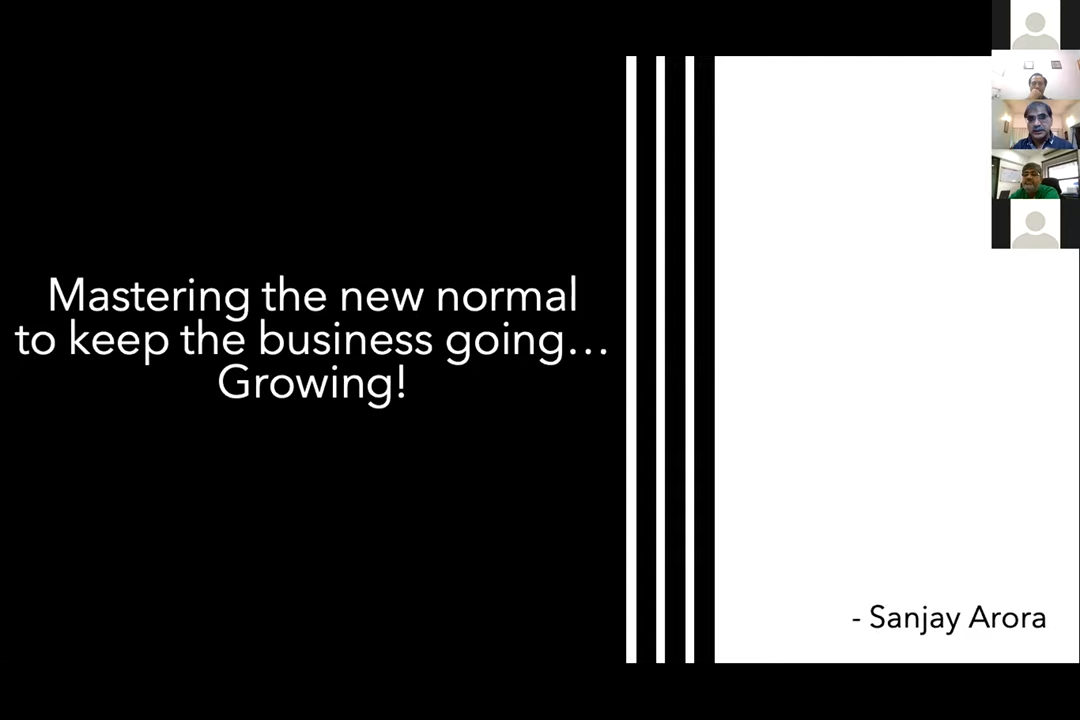 Mastering the new normal
to keep the business going…
Growing!
- Sanjay Arora